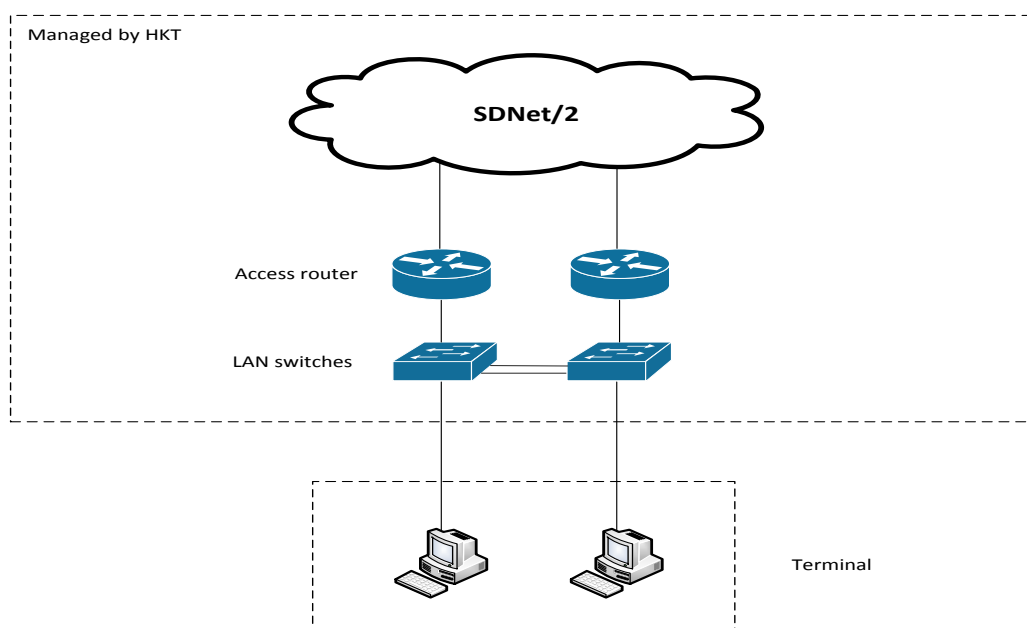 Managed by HKT
SDNet/2
Access router
LAN switches
Terminal